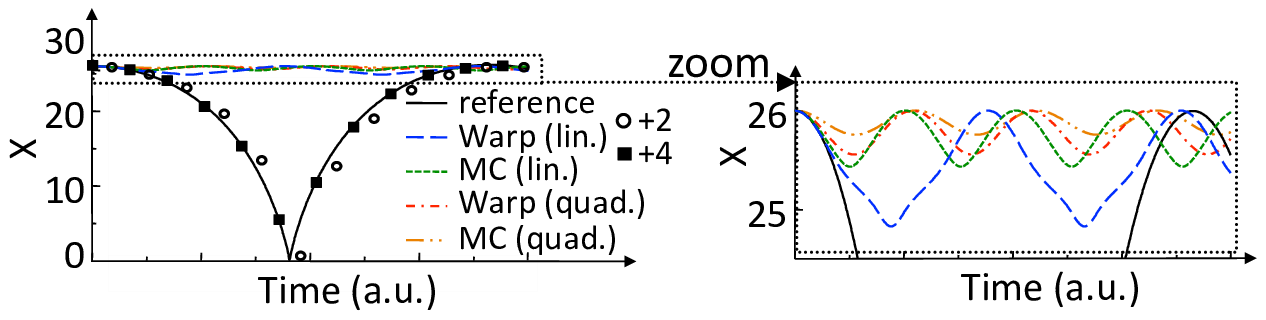 30
20
10
0
X
Time (a.u.)
reference
Warp (lin.)
MC (lin.)
Warp (quad.)
MC (quad.)
+2
+4
zoom
26
25
X
Time (a.u.)